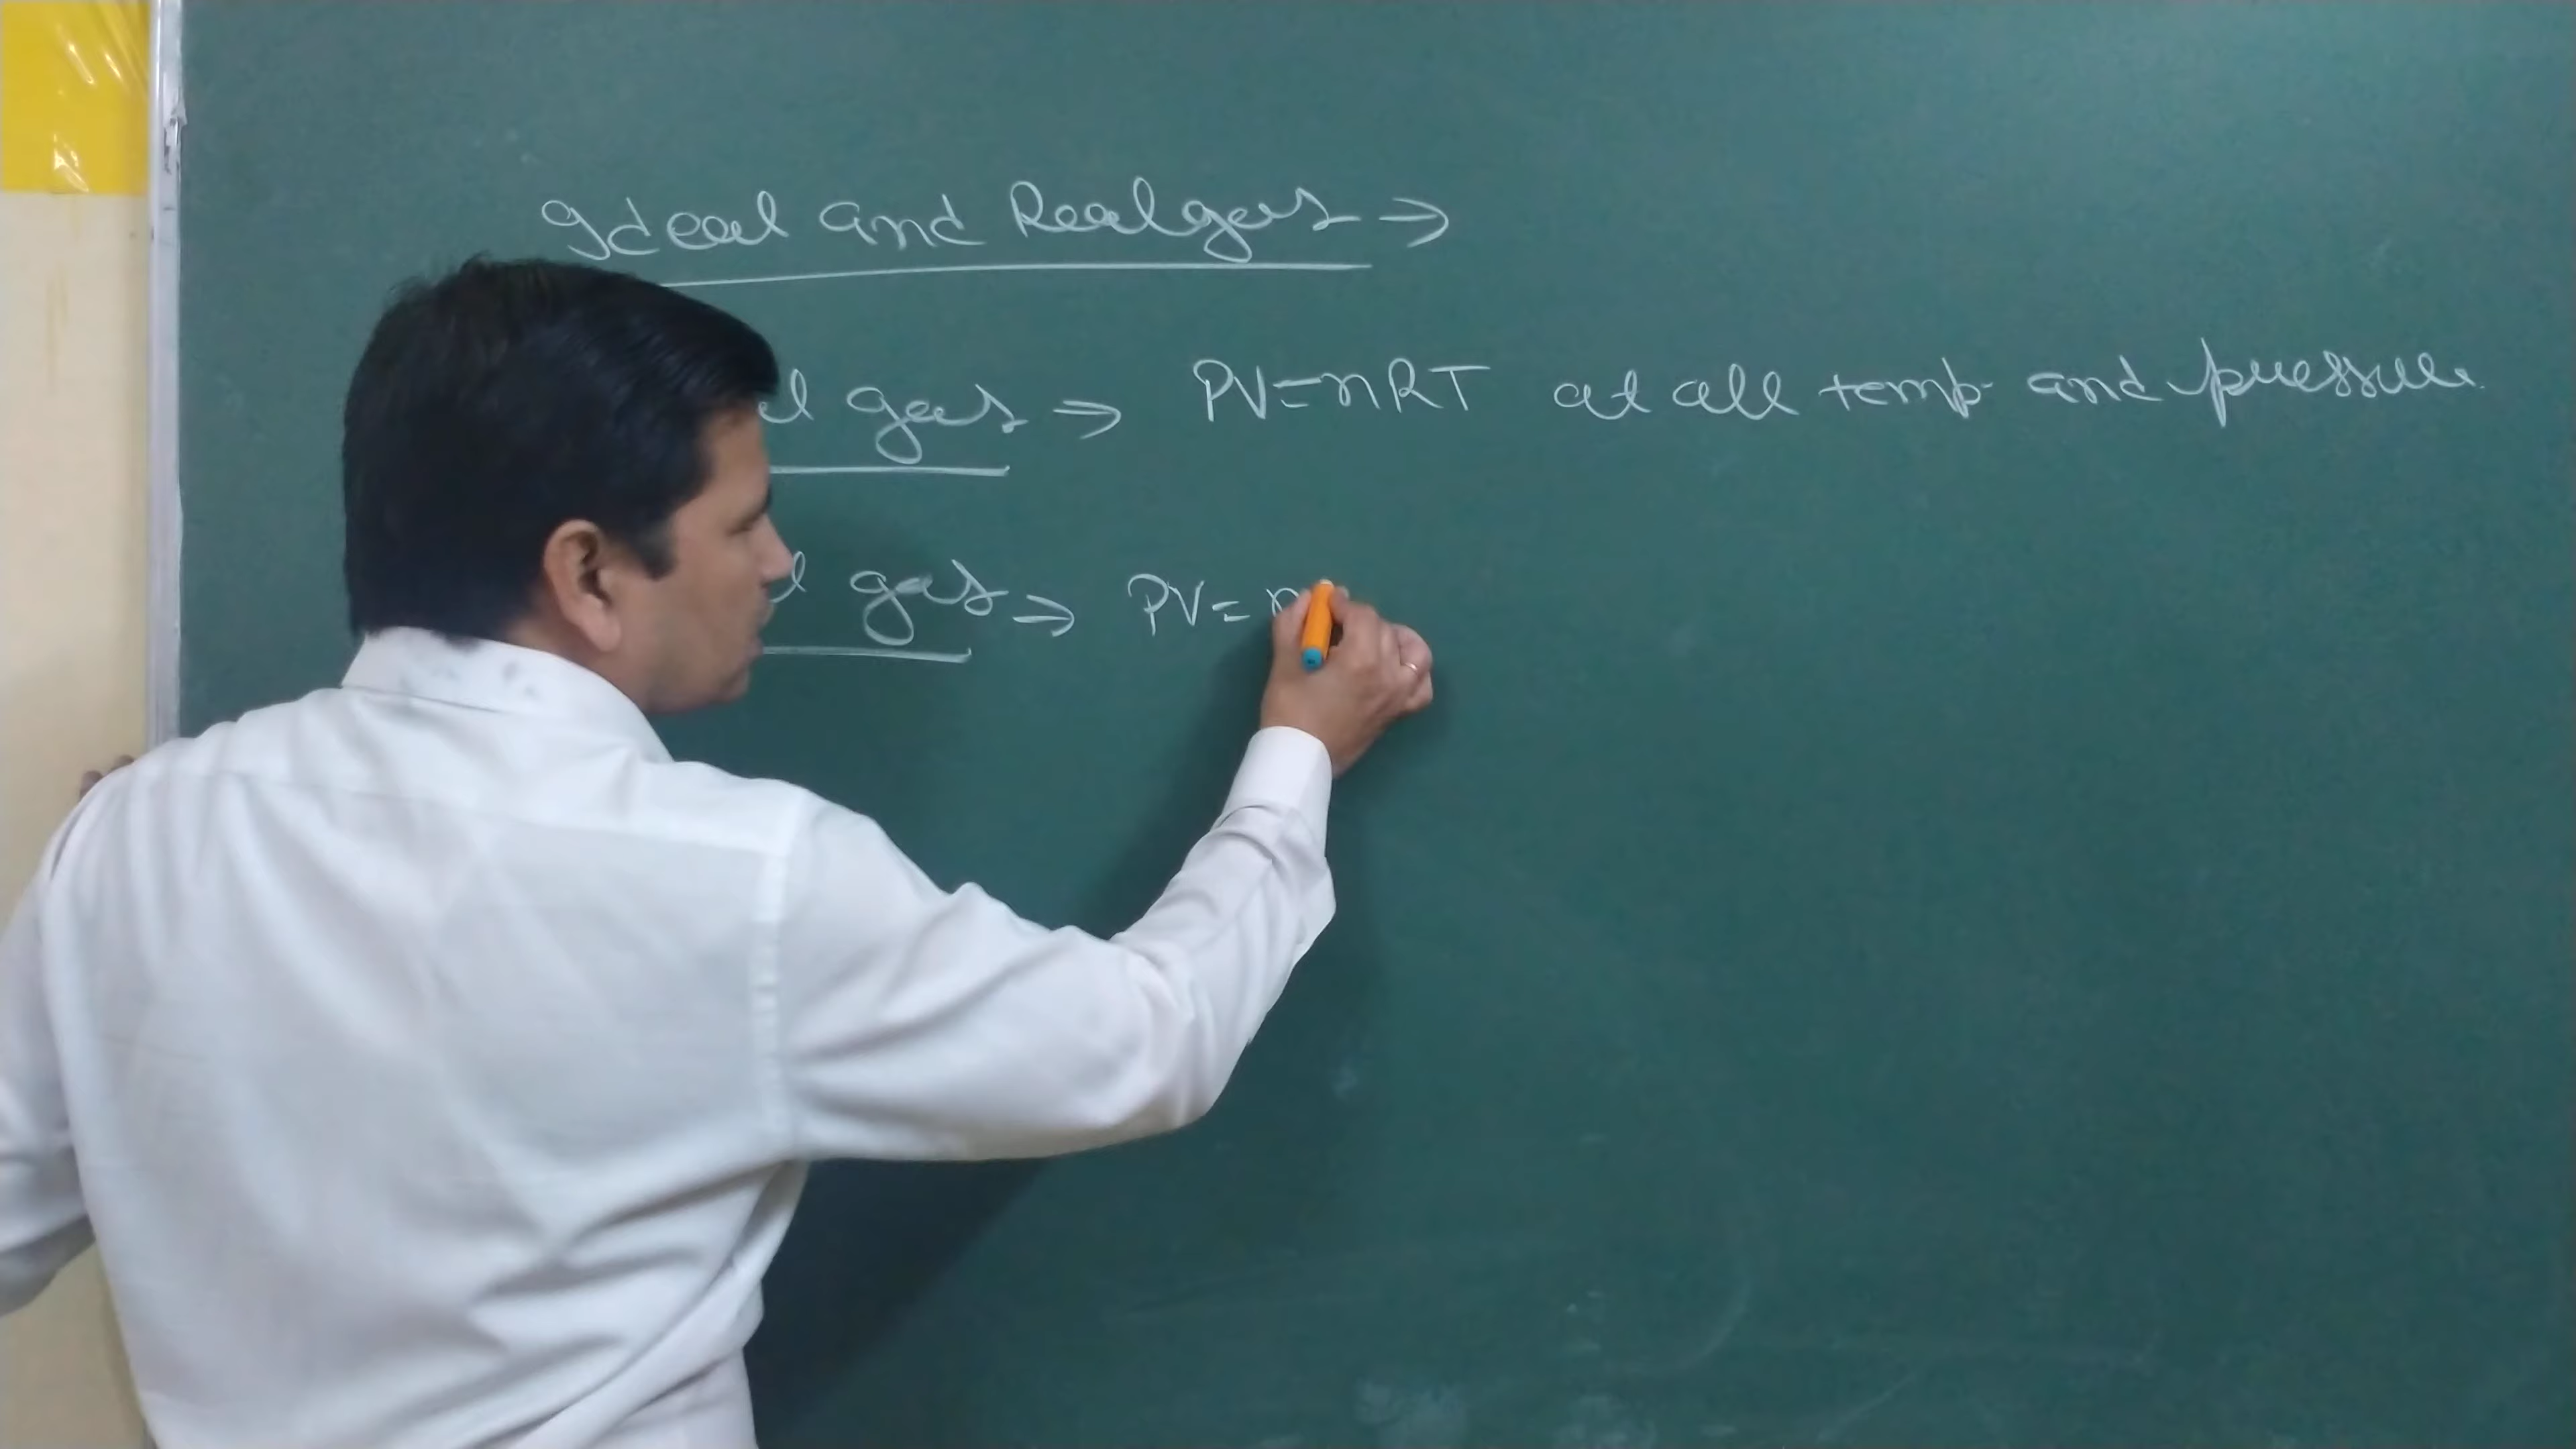 Ideal and Real gas →
l gas → PV=nRT at all temp and pressure
l gas → PV= n